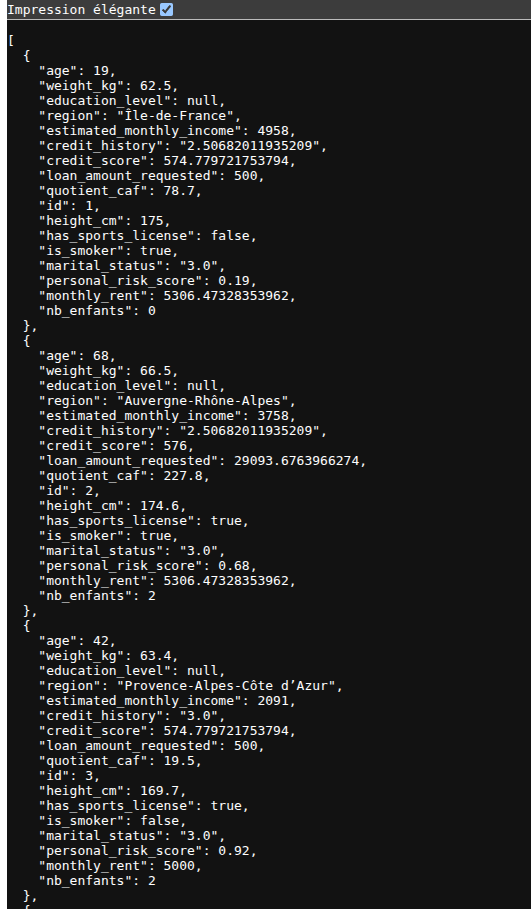 Impression élégante
[
  {
    "age": 19,
    "weight_kg": 62.5,
    "education_level": null,
    "region": "Île-de-France",
    "estimated_monthly_income": 4958,
    "credit_history": "2.50682011935209",
    "credit_score": 574.779721753794,
    "loan_amount_requested": 500,
    "quotient_caf": 78.7,
    "id": 1,
    "height_cm": 175,
    "has_sports_license": false,
    "is_smoker": true,
    "marital_status": "3.0",
    "personal_risk_score": 0.19,
    "monthly_rent": 5306.47328353962,
    "nb_enfants": 0
  },
  {
    "age": 68,
    "weight_kg": 66.5,
    "education_level": null,
    "region": "Auvergne-Rhône-Alpes",
    "estimated_monthly_income": 3758,
    "credit_history": "2.50682011935209",
    "credit_score": 576,
    "loan_amount_requested": 29093.6763966274,
    "quotient_caf": 227.8,
    "id": 2,
    "height_cm": 174.6,
    "has_sports_license": true,
    "is_smoker": true,
    "marital_status": "3.0",
    "personal_risk_score": 0.68,
    "monthly_rent": 5306.47328353962,
    "nb_enfants": 2
  },
  {
    "age": 42,
    "weight_kg": 63.4,
    "education_level": null,
    "region": "Provence-Alpes-Côte d’Azur",
    "estimated_monthly_income": 2091,
    "credit_history": "3.0",
    "credit_score": 574.779721753794,
    "loan_amount_requested": 500,
    "quotient_caf": 19.5,
    "id": 3,
    "height_cm": 169.7,
    "has_sports_license": true,
    "is_smoker": false,
    "marital_status": "3.0",
    "personal_risk_score": 0.92,
    "monthly_rent": 5000,
    "nb_enfants": 2
  },
  {